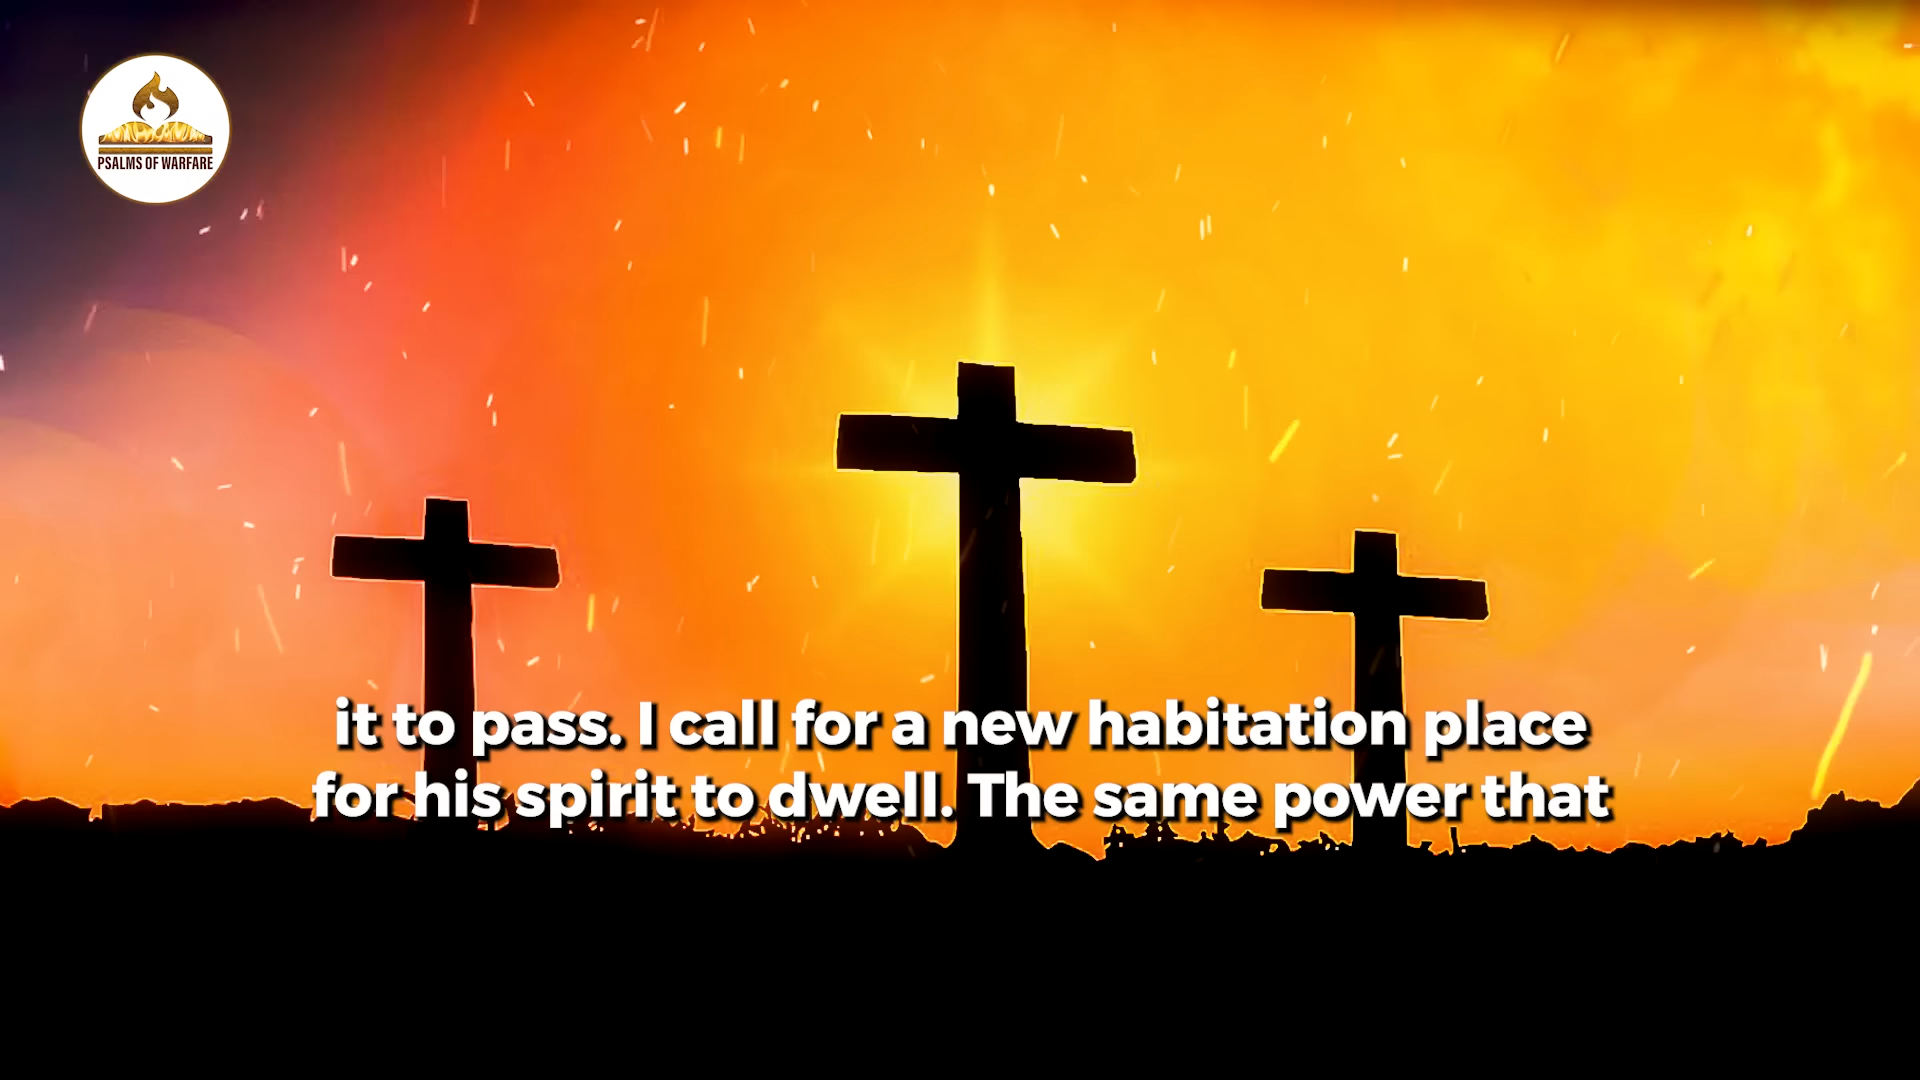 PSALMS OF WARFARE
it to pass. I call for a new habitation place
for his spirit to dwell. The same power that